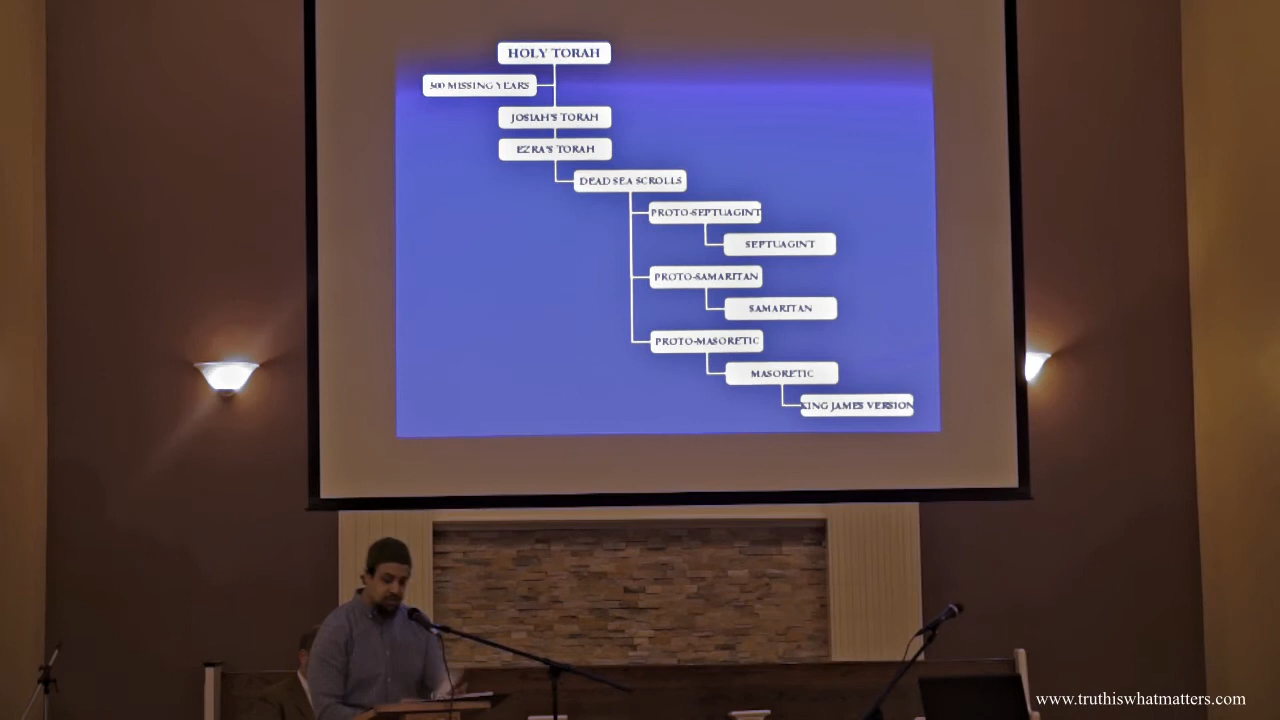 HOLY TORAH
300 MISSING YEARS
JOSIAH'S TORAH
EZRA'S TORAH
DEAD SEA SCROLLS
PROTO-SEPTUAGINT
SEPTUAGINT
PROTO-SAMARITAN
SAMARITAN
PROTO-MASORETIC
MASORETIC
KING JAMES VERSION
www.truthiswhatmatters.com